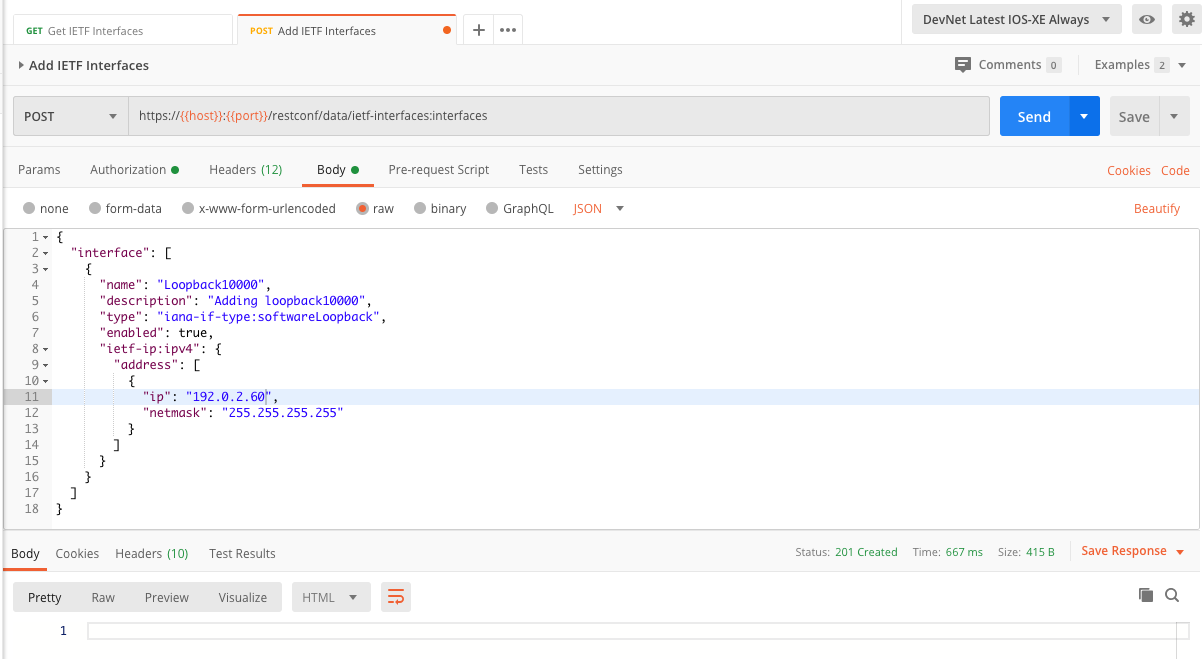 GET Get IETF Interfaces
POST Add IETF Interfaces
DevNet Latest IOS-XE Always
Add IETF Interfaces
Comments 0
Examples 2
POST
https://{{host}}:{{port}}/restconf/data/ietf-interfaces:interfaces
Send
Save
Params Authorization Headers (12) Body Pre-request Script Tests Settings
Cookies Code
none form-data x-www-form-urlencoded raw binary GraphQL JSON
Beautify
1 {
2 "interface": [
3 {
4 "name": "Loopback10000",
5 "description": "Adding loopback10000",
6 "type": "iana-if-type:softwareLoopback",
7 "enabled": true,
8 "ietf-ip:ipv4": {
9 "address": [
10 {
11 "ip": "192.0.2.60",
12 "netmask": "255.255.255.255"
13 }
14 ]
15 }
16 }
17 ]
18 }
Body Cookies Headers (10) Test Results
Status: 201 Created Time: 667 ms Size: 415 B
Save Response
Pretty Raw Preview Visualize HTML
1